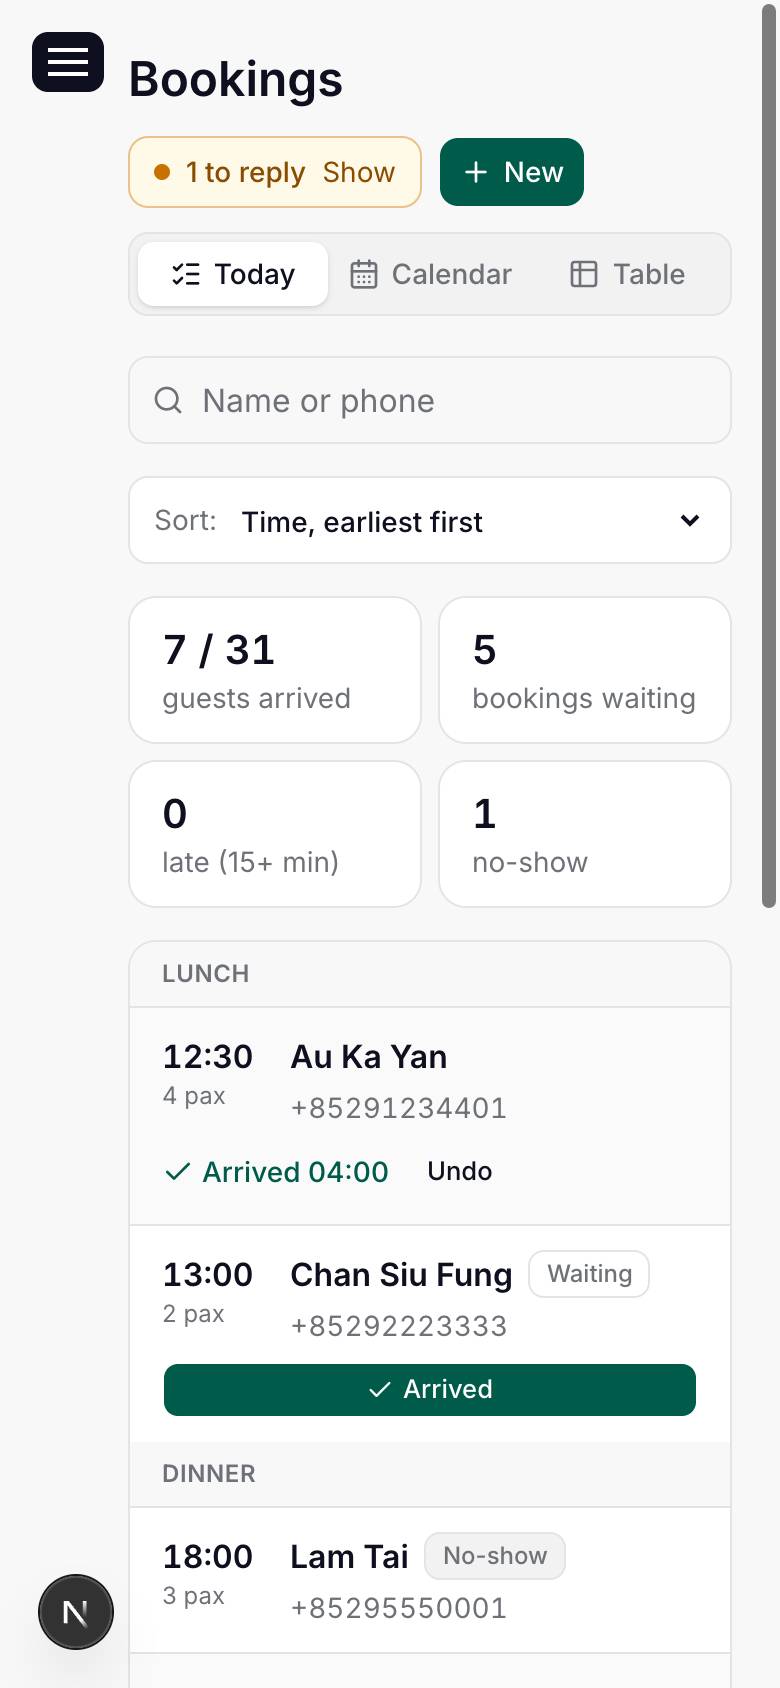 Bookings
1 to reply Show
New
Today Calendar Table
Name or phone
Sort: Time, earliest first
7 / 31
guests arrived
5
bookings waiting
0
late (15+ min)
1
no-show
LUNCH
12:30 Au Ka Yan
4 pax +85291234401
Arrived 04:00 Undo
13:00 Chan Siu Fung Waiting
2 pax +85292223333
Arrived
DINNER
18:00 Lam Tai No-show
3 pax +85295550001
N